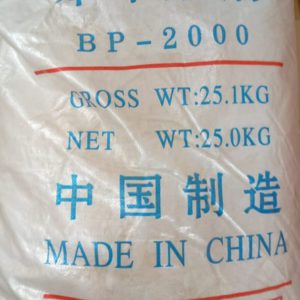 BP-2000
GROSS WT:25.1KG
NET WT:25.0KG
中国制造
MADE IN CHINA